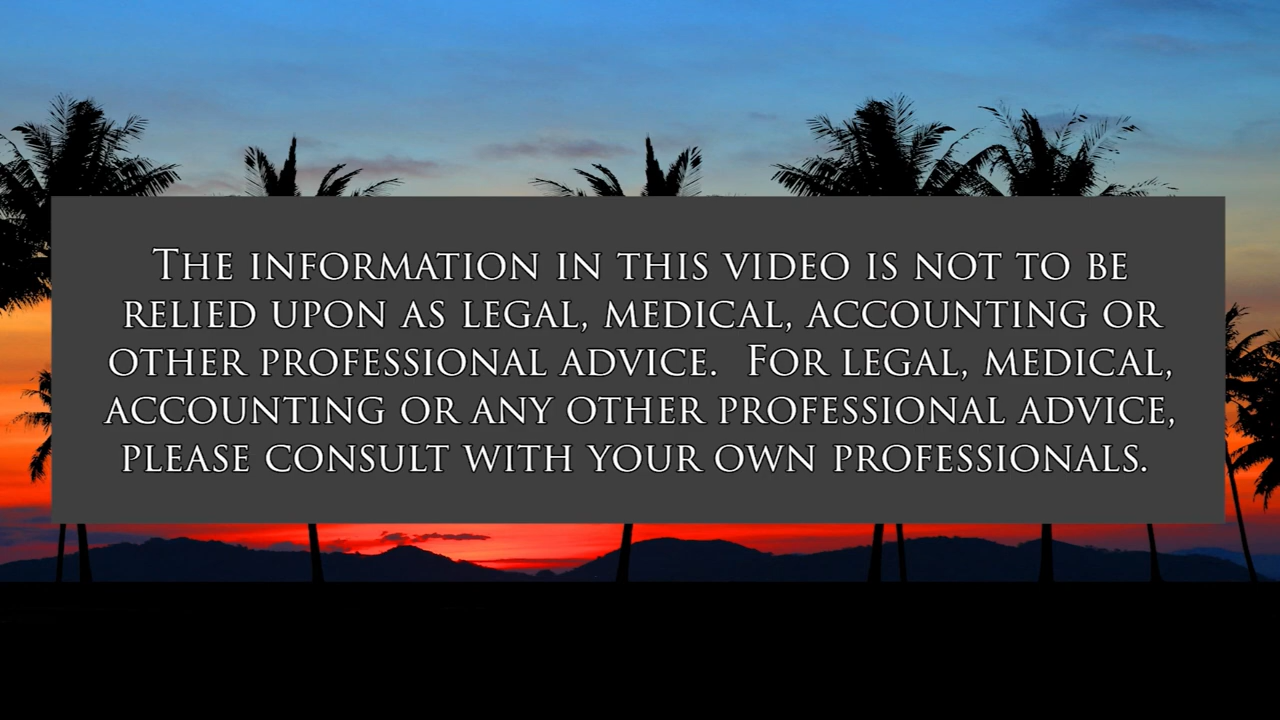 The information in this video is not to be
relied upon as legal, medical, accounting or
other professional advice.  For legal, medical,
accounting or any other professional advice,
please consult with your own professionals.